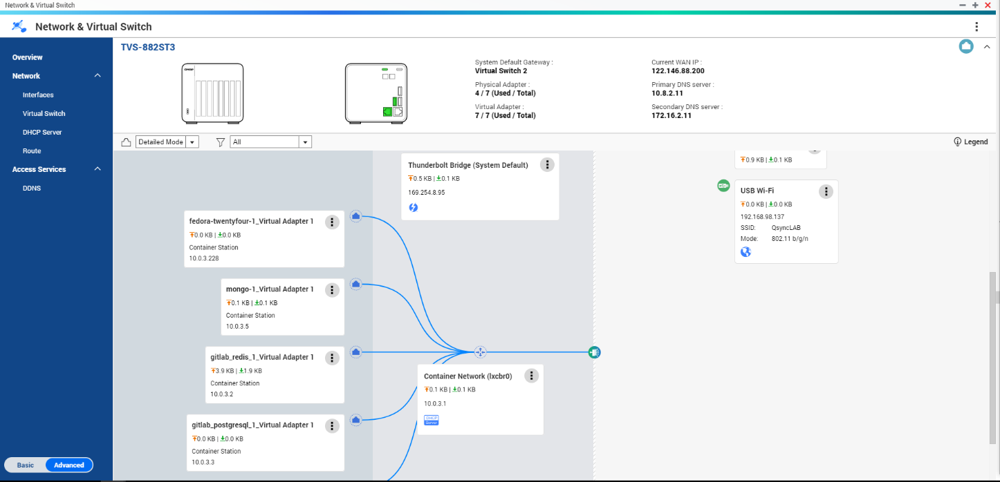 Network & Virtual Switch
Network & Virtual Switch
Overview
Network
Interfaces
Virtual Switch
DHCP Server
Route
Access Services
DDNS
Basic
Advanced
TVS-882ST3
QNAP
System Default Gateway :
Virtual Switch 2
Physical Adapter :
4 / 7 (Used / Total)
Virtual Adapter :
7 / 7 (Used / Total)
Current WAN IP :
122.146.88.200
Primary DNS server :
10.8.2.11
Secondary DNS server :
172.16.2.11
Detailed Mode
All
Legend
fedora-twentyfour-1_Virtual Adapter 1
0.0 KB | 0.0 KB
Container Station
10.0.3.228
mongo-1_Virtual Adapter 1
0.1 KB | 0.1 KB
Container Station
10.0.3.5
gitlab_redis_1_Virtual Adapter 1
3.9 KB | 1.9 KB
Container Station
10.0.3.2
gitlab_postgresql_1_Virtual Adapter 1
0.0 KB | 0.0 KB
Container Station
10.0.3.3
Thunderbolt Bridge (System Default)
0.5 KB | 0.1 KB
169.254.8.95
Container Network (lxcbr0)
0.1 KB | 0.1 KB
10.0.3.1
DHCP
Server
0.9 KB | 0.1 KB
USB Wi-Fi
0.0 KB | 0.0 KB
192.168.98.137
SSID: QsyncLAB
Mode: 802.11 b/g/n